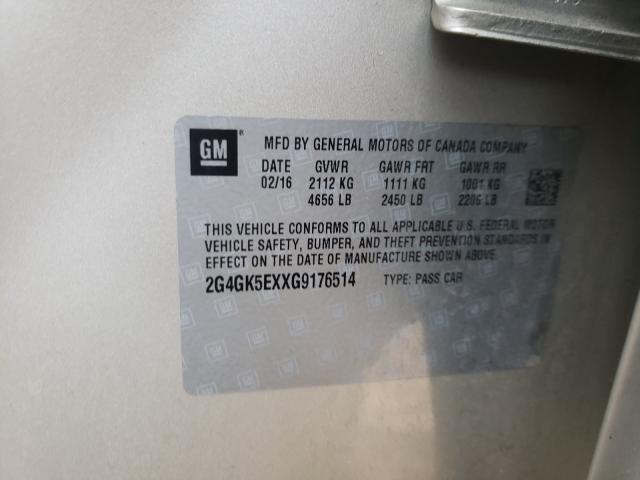 GM ®
MFD BY GENERAL MOTORS OF CANADA COMPANY
DATE GVWR GAWR FRT GAWR RR
02/16 2112 KG 1111 KG 1001 KG
4656 LB 2450 LB 2206 LB
THIS VEHICLE CONFORMS TO ALL APPLICABLE U.S. FEDERAL MOTOR
VEHICLE SAFETY, BUMPER, AND THEFT PREVENTION STANDARDS IN
EFFECT ON THE DATE OF MANUFACTURE SHOWN ABOVE.
2G4GK5EXXG9176514 TYPE: PASS CAR